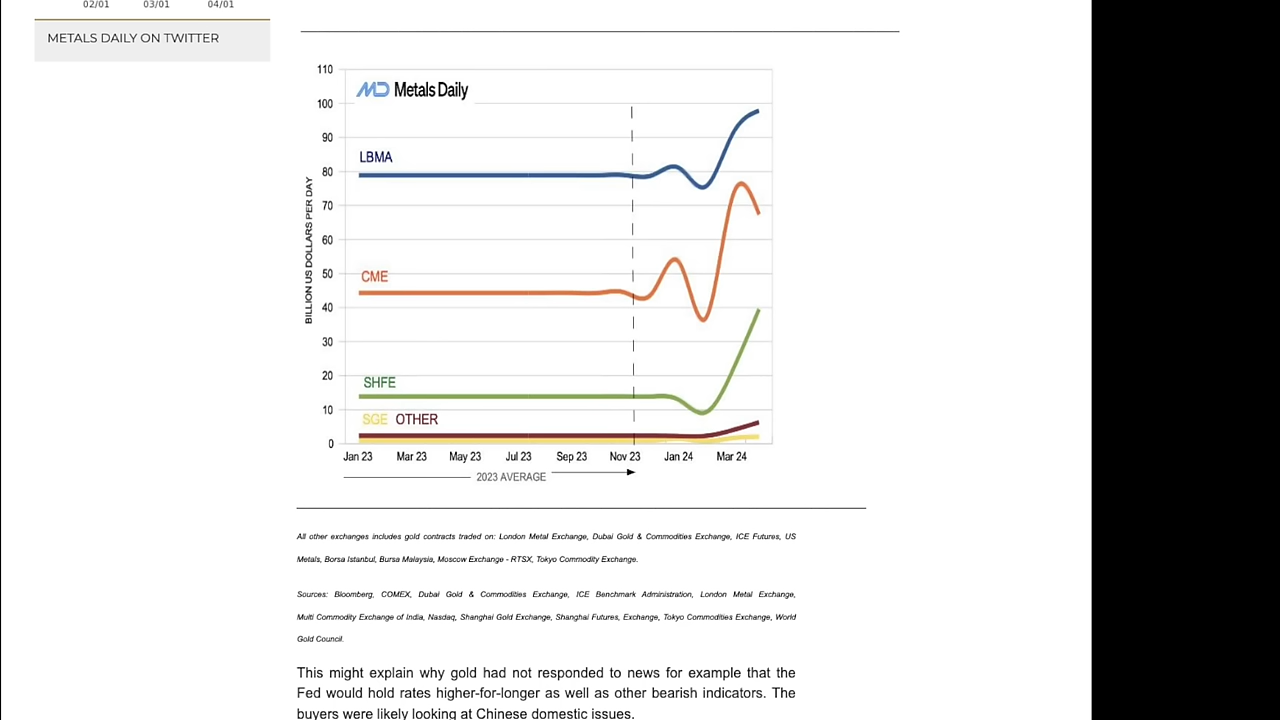 02/01 03/01 04/01
METALS DAILY ON TWITTER
110
MD Metals Daily
100
90
LBMA
80
70
60
50
CME
40
30
20
SHFE
10
SGE OTHER
0
BILLION US DOLLARS PER DAY
Jan 23 Mar 23 May 23 Jul 23 Sep 23 Nov 23 Jan 24 Mar 24
2023 AVERAGE
All other exchanges includes gold contracts traded on: London Metal Exchange, Dubai Gold & Commodities Exchange, ICE Futures, US
Metals, Borsa Istanbul, Bursa Malaysia, Moscow Exchange - RTSX, Tokyo Commodity Exchange.
Sources: Bloomberg, COMEX, Dubai Gold & Commodities Exchange, ICE Benchmark Administration, London Metal Exchange,
Multi Commodity Exchange of India, Nasdaq, Shanghai Gold Exchange, Shanghai Futures, Exchange, Tokyo Commodities Exchange, World
Gold Council.
This might explain why gold had not responded to news for example that the
Fed would hold rates higher-for-longer as well as other bearish indicators. The
buyers were likely looking at Chinese domestic issues.